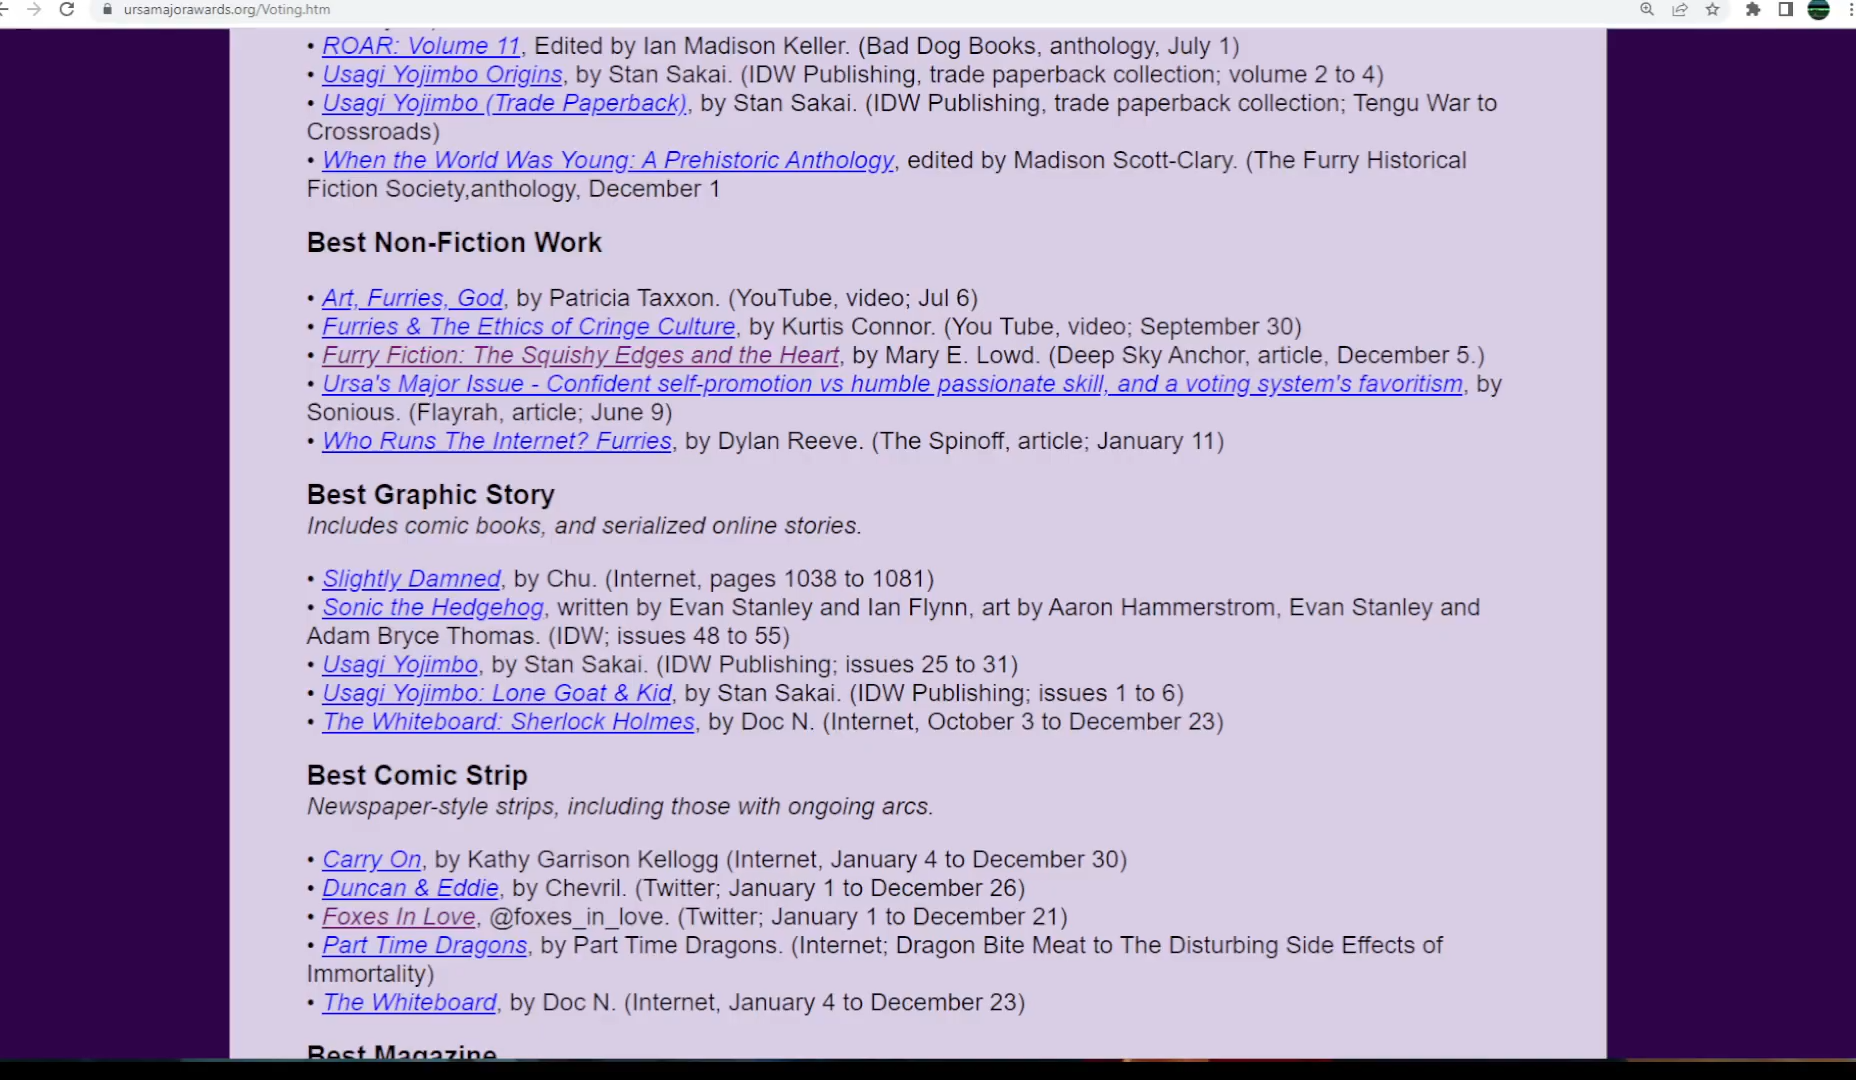 ursamajorawards.org/Voting.htm
• ROAR: Volume 11, Edited by Ian Madison Keller. (Bad Dog Books, anthology, July 1)
• Usagi Yojimbo Origins, by Stan Sakai. (IDW Publishing, trade paperback collection; volume 2 to 4)
• Usagi Yojimbo (Trade Paperback), by Stan Sakai. (IDW Publishing, trade paperback collection; Tengu War to
Crossroads)
• When the World Was Young: A Prehistoric Anthology, edited by Madison Scott-Clary. (The Furry Historical
Fiction Society,anthology, December 1
Best Non-Fiction Work
• Art, Furries, God, by Patricia Taxxon. (YouTube, video; Jul 6)
• Furries & The Ethics of Cringe Culture, by Kurtis Connor. (You Tube, video; September 30)
• Furry Fiction: The Squishy Edges and the Heart, by Mary E. Lowd. (Deep Sky Anchor, article, December 5.)
• Ursa's Major Issue - Confident self-promotion vs humble passionate skill, and a voting system's favoritism, by
Sonious. (Flayrah, article; June 9)
• Who Runs The Internet? Furries, by Dylan Reeve. (The Spinoff, article; January 11)
Best Graphic Story
Includes comic books, and serialized online stories.
• Slightly Damned, by Chu. (Internet, pages 1038 to 1081)
• Sonic the Hedgehog, written by Evan Stanley and Ian Flynn, art by Aaron Hammerstrom, Evan Stanley and
Adam Bryce Thomas. (IDW; issues 48 to 55)
• Usagi Yojimbo, by Stan Sakai. (IDW Publishing; issues 25 to 31)
• Usagi Yojimbo: Lone Goat & Kid, by Stan Sakai. (IDW Publishing; issues 1 to 6)
• The Whiteboard: Sherlock Holmes, by Doc N. (Internet, October 3 to December 23)
Best Comic Strip
Newspaper-style strips, including those with ongoing arcs.
• Carry On, by Kathy Garrison Kellogg (Internet, January 4 to December 30)
• Duncan & Eddie, by Chevril. (Twitter; January 1 to December 26)
• Foxes In Love, @foxes_in_love. (Twitter; January 1 to December 21)
• Part Time Dragons, by Part Time Dragons. (Internet; Dragon Bite Meat to The Disturbing Side Effects of
Immortality)
• The Whiteboard, by Doc N. (Internet, January 4 to December 23)
Best Magazine